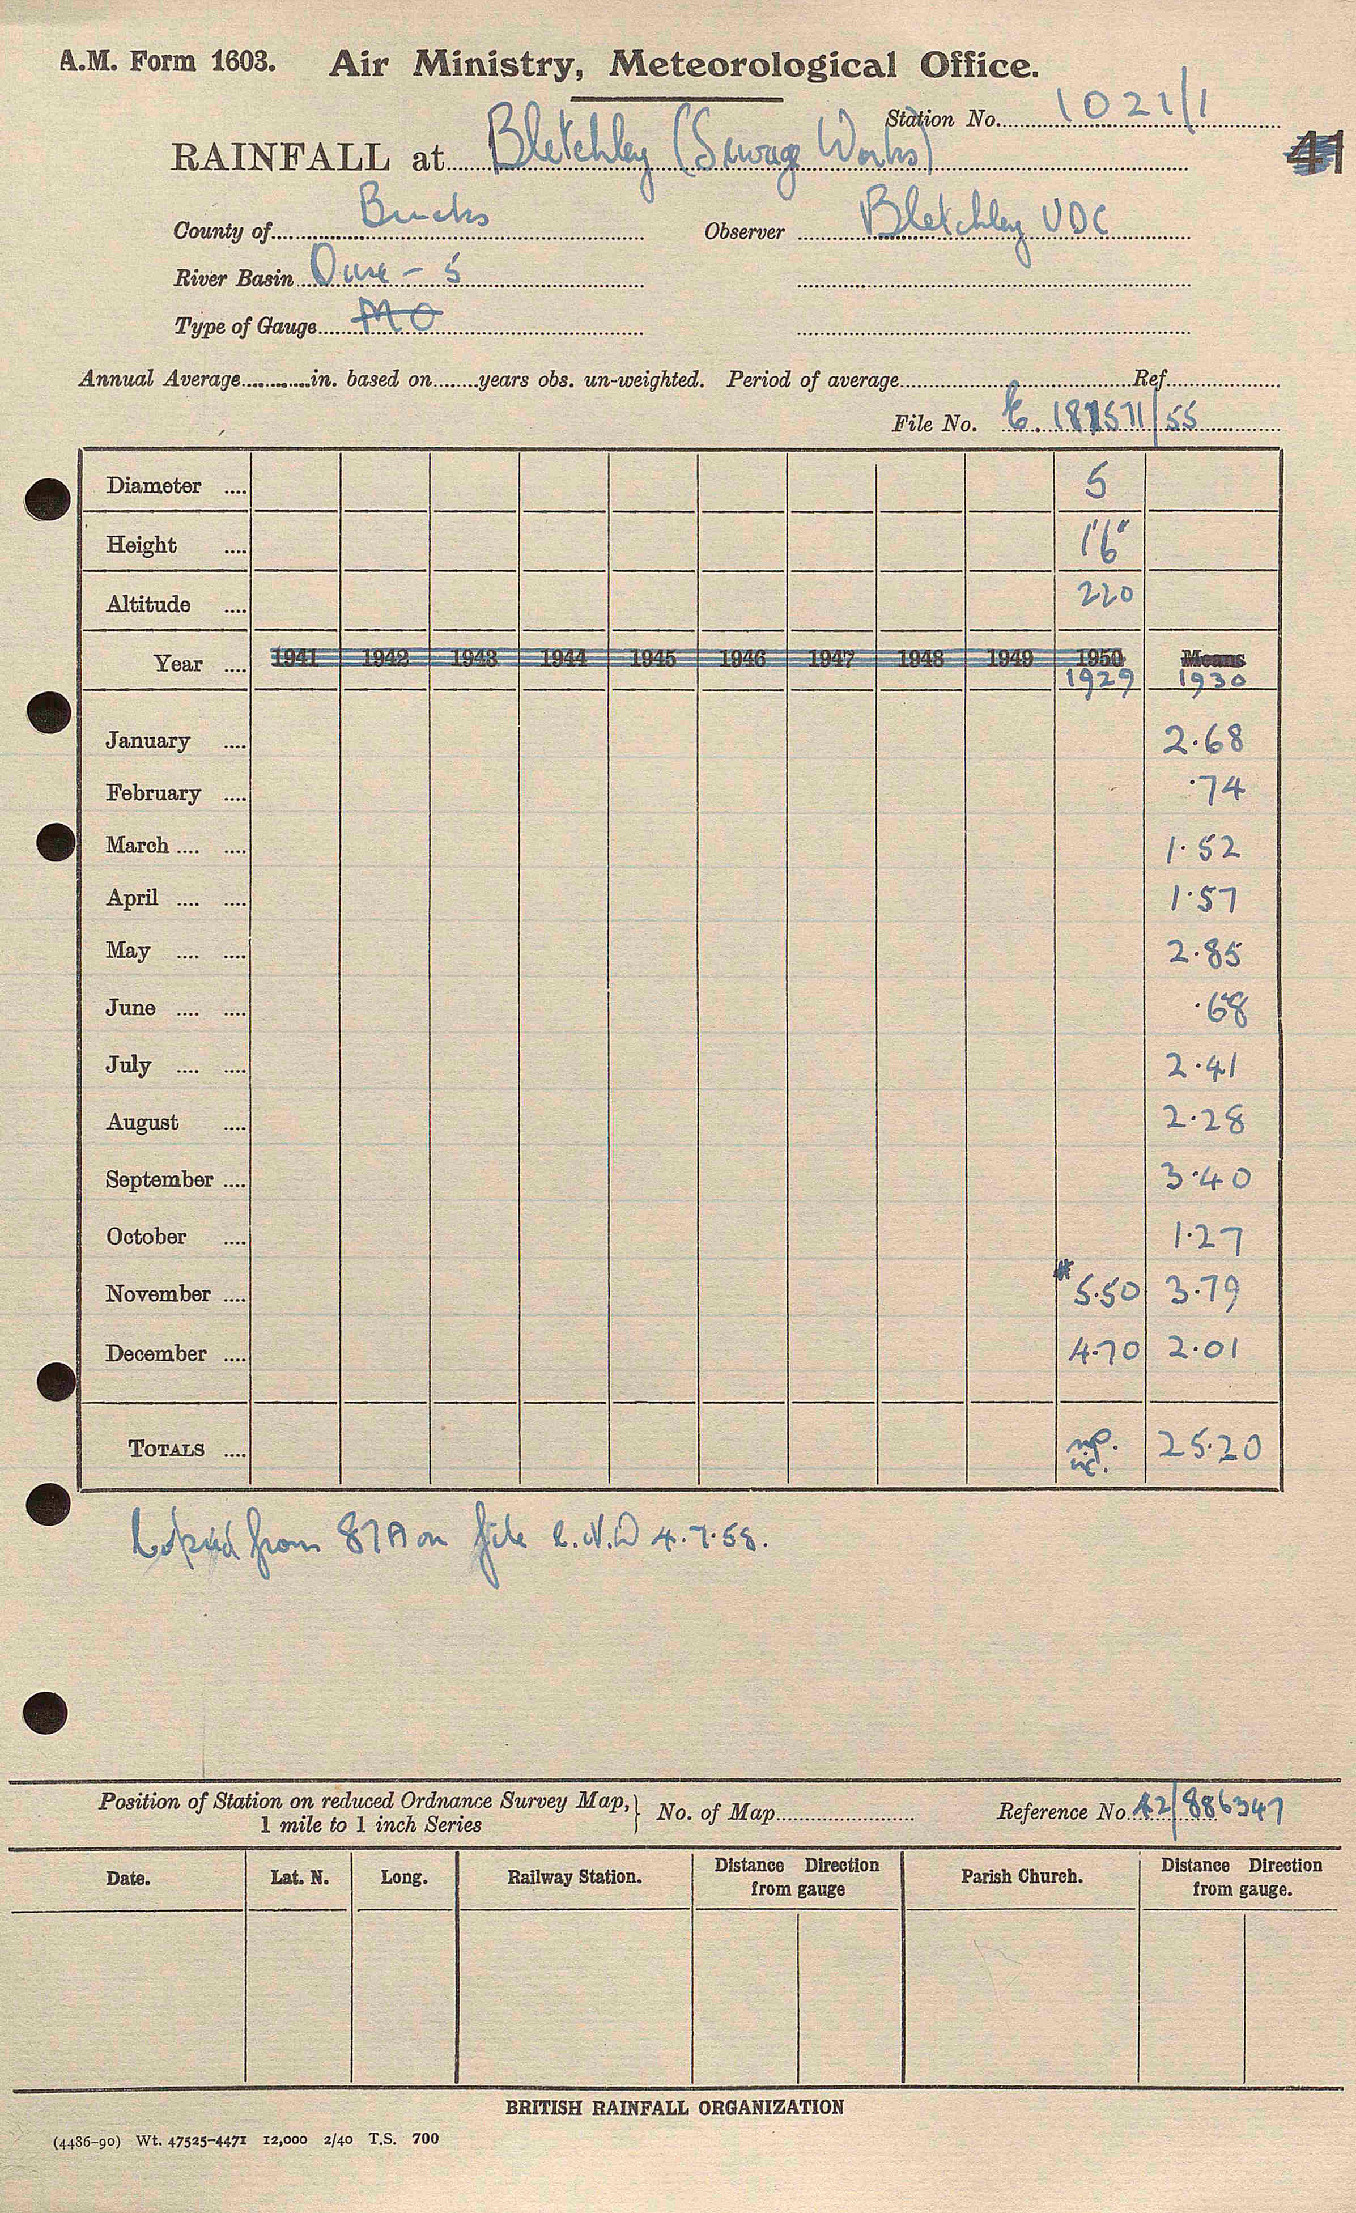 A.M. Form 1603. Air Ministry, Meteorological Office.
Station No. 1021/1
RAINFALL at Bletchley (Sewage Works)
41
County of Bucks Observer Bletchley UDC
River Basin Ouse - 5
Type of Gauge MO
Annual Average............in. based on........years obs. un-weighted. Period of average.......... Ref..........
File No. 55
Diameter .... 5
Height .... 1'6"
Altitude .... 220
Year .... 1941 1942 1943 1944 1945 1946 1947 1948 1949 1950 Means
1929 1930
January .... 2.68
February .... .74
March .... .... 1.52
April .... .... 1.57
May .... .... 2.85
June .... .... .68
July .... .... 2.41
August .... 2.28
September .... 3.40
October .... 1.27
November .... 5.50 3.79
December .... 4.70 2.01
TOTALS .... 25.20
Copied from 87A on file 4.7.58.
Position of Station on reduced Ordnance Survey Map, 1 mile to 1 inch Series } No. of Map.......... Reference No. 42/886347
Date. Lat. N. Long. Railway Station. Distance Direction from gauge Parish Church. Distance Direction from gauge.
BRITISH RAINFALL ORGANIZATION
(4486-90) Wt. 47525-4471 12,000 2/40 T.S. 700